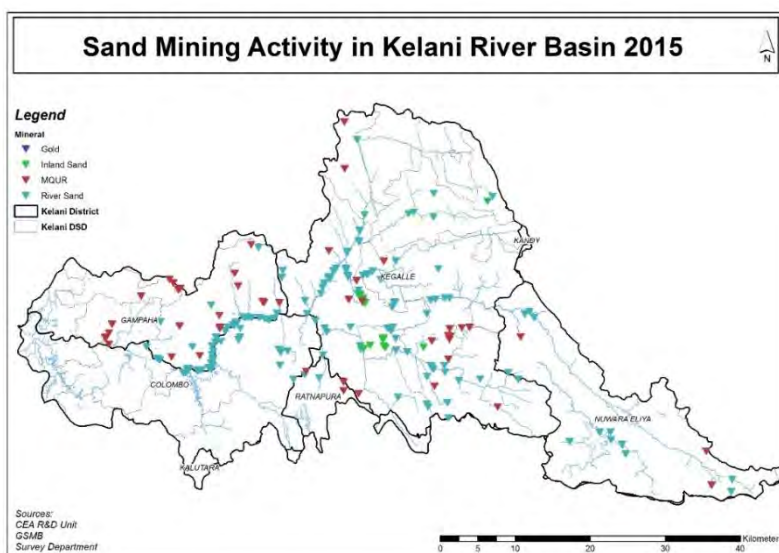 Sand Mining Activity in Kelani River Basin 2015
N
Legend
Mineral
Gold
Inland Sand
MQUR
River Sand
Kelani District
Kelani DSD
KANDY
KEGALLE
GAMPAHA
COLOMBO
RATNAPURA
NUWARA ELIYA
KALUTARA
Sources:
CEA R&D Unit
GSMB
Survey Department
Kilometer
0 5 10 20 30 40